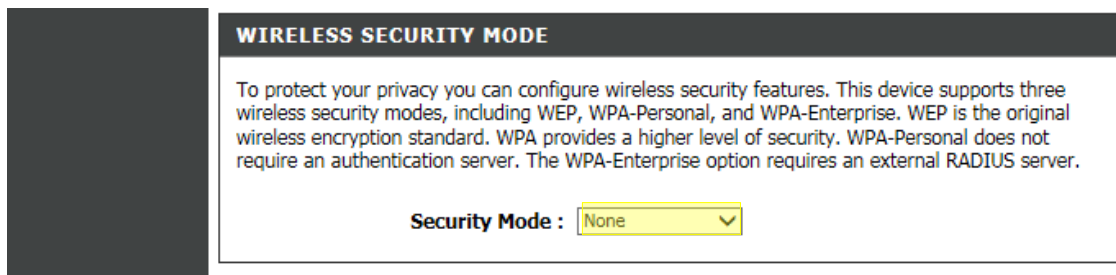 WIRELESS SECURITY MODE
To protect your privacy you can configure wireless security features. This device supports three
wireless security modes, including WEP, WPA-Personal, and WPA-Enterprise. WEP is the original
wireless encryption standard. WPA provides a higher level of security. WPA-Personal does not
require an authentication server. The WPA-Enterprise option requires an external RADIUS server.
Security Mode : None